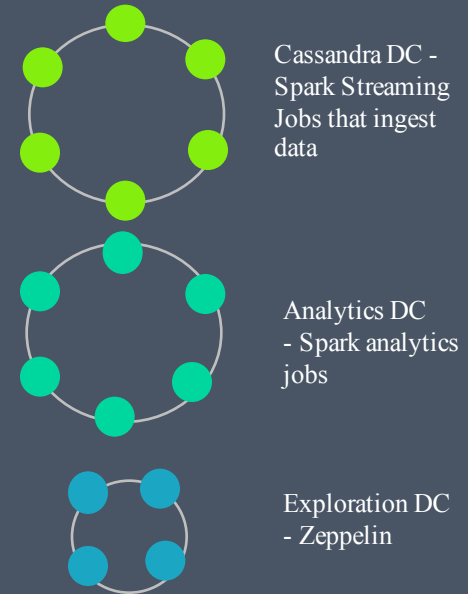 Cassandra DC -
Spark Streaming
Jobs that ingest
data
Analytics DC
- Spark analytics
jobs
Exploration DC
- Zeppelin